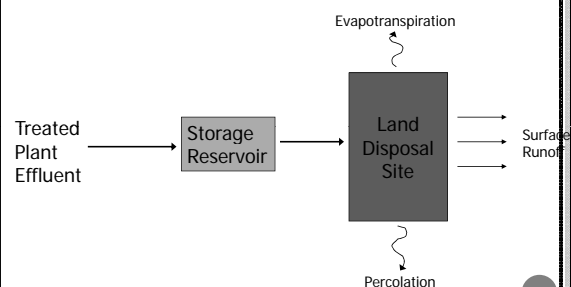 Evapotranspiration
Treated
Plant
Effluent
Storage
Reservoir
Land
Disposal
Site
Surface
Runoff
Percolation